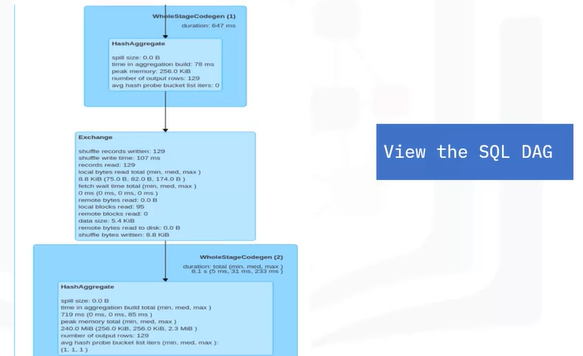 WholeStageCodegen (1)
duration: 647 ms
HashAggregate
spill size: 0.0 B
time in aggregation build: 78 ms
peak memory: 256.0 KiB
number of output rows: 129
avg hash probe bucket list iters: 0
Exchange
shuffle records written: 129
shuffle write time: 107 ms
records read: 129
local bytes read total (min, med, max )
8.8 KiB (75.0 B, 82.0 B, 174.0 B )
fetch wait time total (min, med, max )
0 ms (0 ms, 0 ms, 0 ms )
remote bytes read: 0.0 B
local blocks read: 95
remote blocks read: 0
data size: 5.4 KiB
remote bytes read to disk: 0.0 B
shuffle bytes written: 8.8 KiB
View the SQL DAG
WholeStageCodegen (2)
duration: total (min, med, max )
6.1 s (5 ms, 31 ms, 233 ms )
HashAggregate
spill size: 0.0 B
time in aggregation build total (min, med, max )
719 ms (0 ms, 0 ms, 85 ms )
peak memory total (min, med, max )
240.0 MiB (256.0 KiB, 256.0 KiB, 2.3 MiB )
number of output rows: 129
avg hash probe bucket list iters (min, med, max ):
(1, 1, 1 )